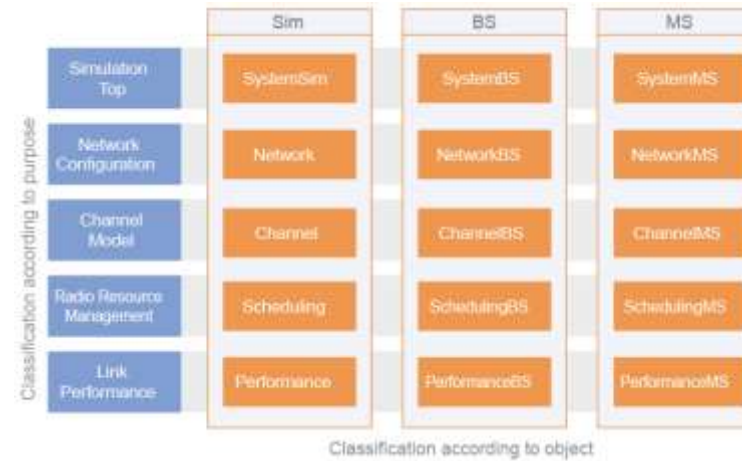 Sim
BS
MS
Classification according to purpose
Simulation
Top
SystemSim
SystemBS
SystemMS
Network
Configuration
Network
NetworkBS
NetworkMS
Channel
Model
Channel
ChannelBS
ChannelMS
Radio Resource
Management
Scheduling
SchedulingBS
SchedulingMS
Link
Performance
Performance
PerformanceBS
PerformanceMS
Classification according to object